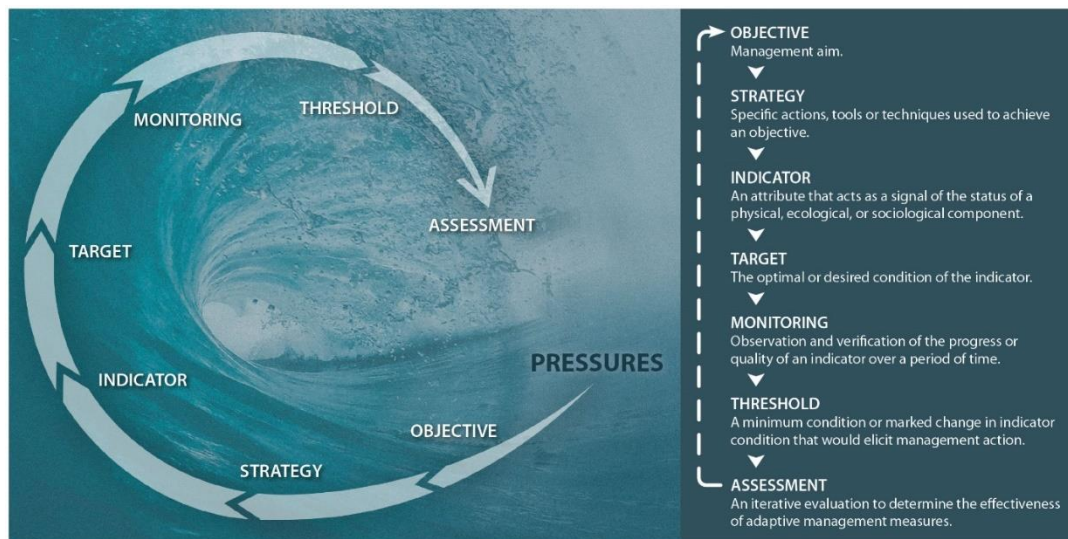 PRESSURES
OBJECTIVE
STRATEGY
INDICATOR
TARGET
MONITORING
THRESHOLD
ASSESSMENT
OBJECTIVE
Management aim.
STRATEGY
Specific actions, tools or techniques used to achieve
an objective.
INDICATOR
An attribute that acts as a signal of the status of a
physical, ecological, or sociological component.
TARGET
The optimal or desired condition of the indicator.
MONITORING
Observation and verification of the progress or
quality of an indicator over a period of time.
THRESHOLD
A minimum condition or marked change in indicator
condition that would elicit management action.
ASSESSMENT
An iterative evaluation to determine the effectiveness
of adaptive management measures.